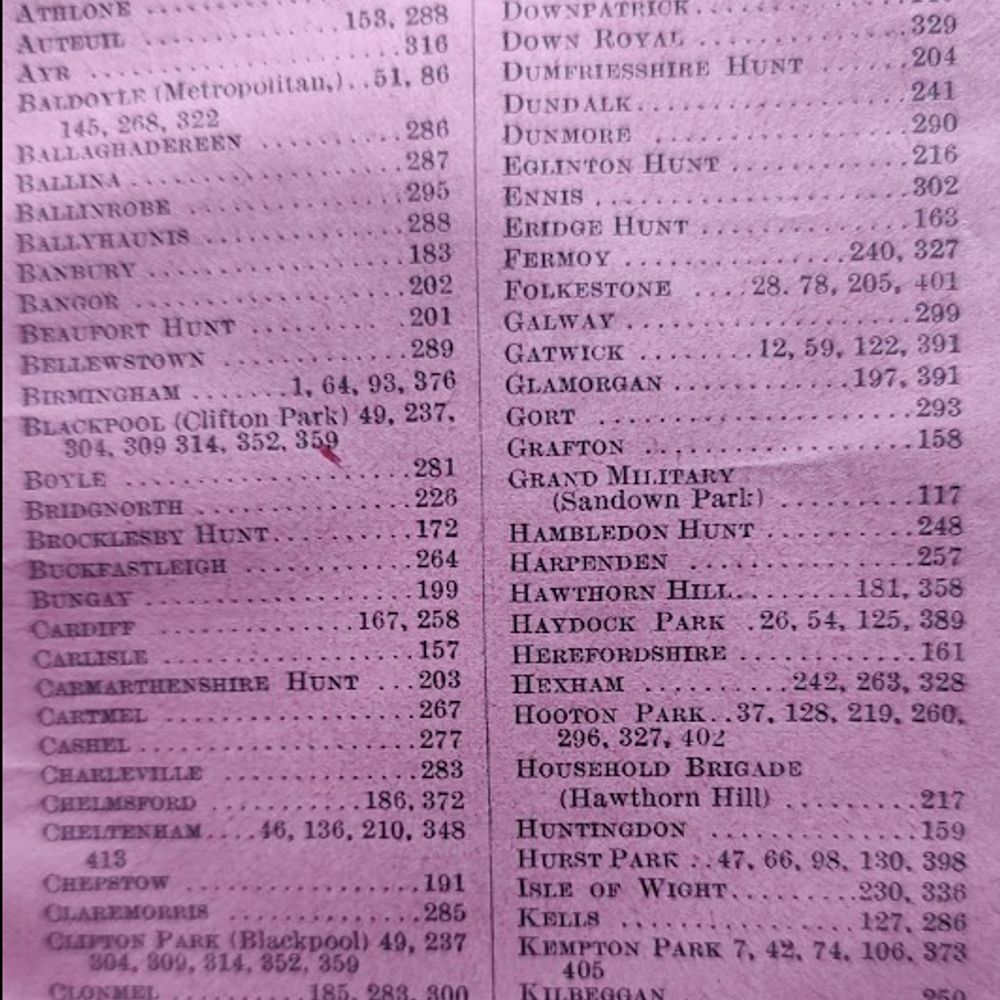 ATHLONE .......... 153, 288
AUTEUIL .......... 316
AYR .......... 51, 86
BALDOYLE (Metropolitan,) ..
145, 268, 322
BALLAGHADEREEN .......... 286
BALLINA .......... 287
BALLINROBE .......... 295
BALLYHAUNIS .......... 288
BANBURY .......... 183
BANGOR .......... 202
BEAUFORT HUNT .......... 201
BELLEWSTOWN .......... 289
BIRMINGHAM ....... 1, 64, 93, 376
BLACKPOOL (Clifton Park) 49, 237,
304, 309 314, 352, 359
BOYLE .......... 281
BRIDGNORTH .......... 226
BROCKLESBY HUNT .......... 172
BUCKFASTLEIGH .......... 264
BUNGAY .......... 199
CARDIFF .......... 167, 258
CARLISLE .......... 157
CARMARTHENSHIRE HUNT ... 203
CARTMEL .......... 267
CASHEL .......... 277
CHARLEVILLE .......... 283
CHELMSFORD .......... 186, 372
CHELTENHAM .... 46, 136, 210, 348
413
CHEPSTOW .......... 191
CLAREMORRIS .......... 285
CLIFTON PARK (Blackpool) 49, 237
304, 309, 314, 352, 359
CLONMEL .......... 185, 283, 300
DOWNPATRICK ..........
DOWN ROYAL .......... 329
DUMFRIESSHIRE HUNT ...... 204
DUNDALK .......... 241
DUNMORE .......... 290
EGLINTON HUNT .......... 216
ENNIS .......... 302
ERIDGE HUNT .......... 163
FERMOY .......... 240, 327
FOLKESTONE .... 28. 78, 205, 401
GALWAY .......... 299
GATWICK ........ 12, 59, 122, 391
GLAMORGAN .......... 197, 391
GORT .......... 293
GRAFTON .......... 158
GRAND MILITARY
(Sandown Park) .......... 117
HAMBLEDON HUNT .......... 248
HARPENDEN .......... 257
HAWTHORN HILL ........ 181, 358
HAYDOCK PARK . 26, 54, 125, 389
HEREFORDSHIRE .......... 161
HEXHAM .......... 242, 263, 328
HOOTON PARK .. 37, 128, 219, 260,
296, 327, 402
HOUSEHOLD BRIGADE
(Hawthorn Hill) ......... 217
HUNTINGDON .......... 159
HURST PARK .. 47, 66, 98, 130, 398
ISLE OF WIGHT ........ 230, 336
KELLS .......... 127, 286
KEMPTON PARK 7, 42, 74, 106, 373
405
KILBEGGAN .......... 250